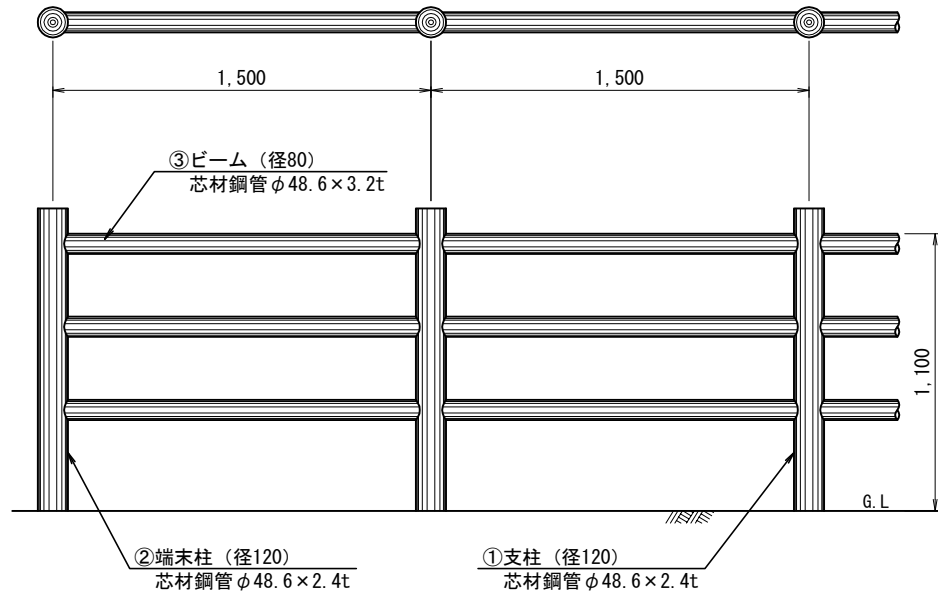 1,500
1,500
③ビーム（径80）
芯材鋼管φ48.6×3.2t
1,100
G.L
②端末柱（径120）
芯材鋼管φ48.6×2.4t
①支柱（径120）
芯材鋼管φ48.6×2.4t